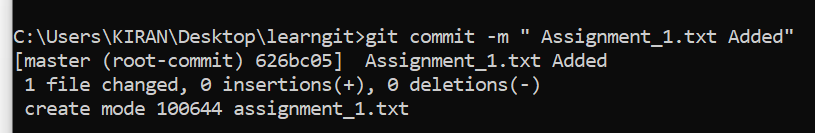 C:\Users\KIRAN\Desktop\learngit>git commit -m " Assignment_1.txt Added"
[master (root-commit) 626bc05]  Assignment_1.txt Added
 1 file changed, 0 insertions(+), 0 deletions(-)
 create mode 100644 assignment_1.txt